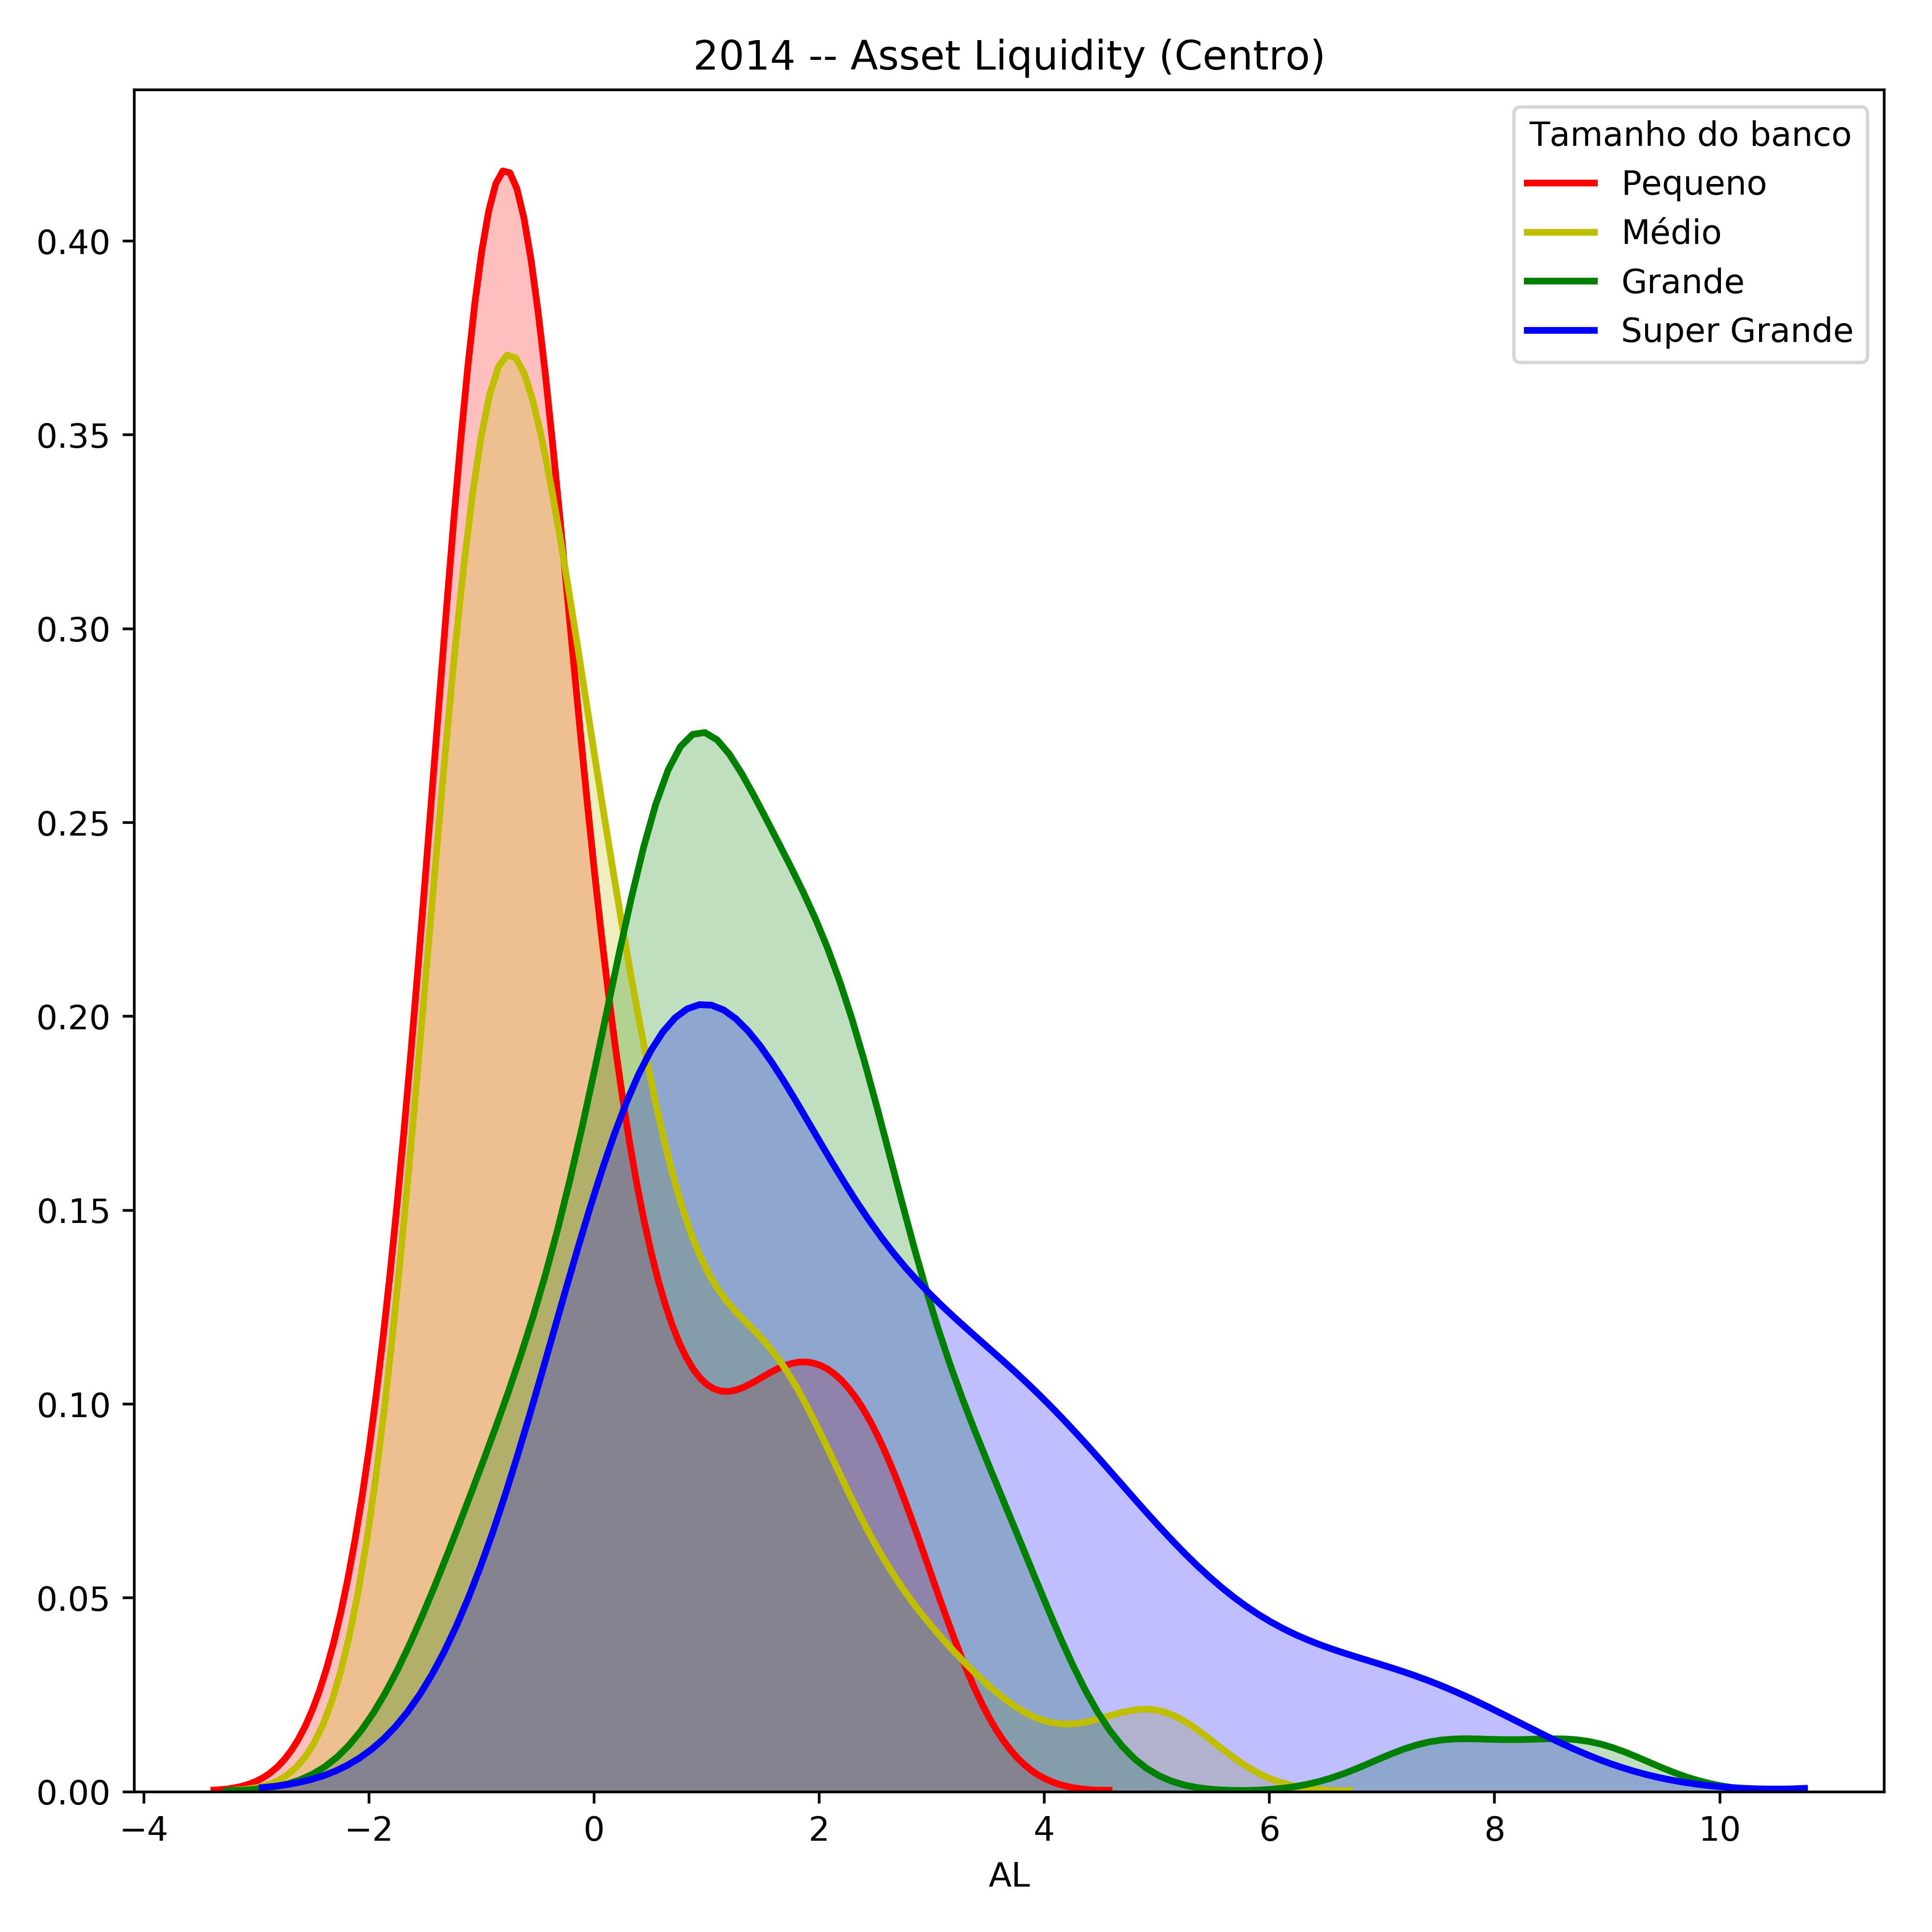 2014 -- Asset Liquidity (Centro)
Tamanho do banco
Pequeno
Médio
Grande
Super Grande
0.40
0.35
0.30
0.25
0.20
0.15
0.10
0.05
0.00
−4 −2 0 2 4 6 8 10
AL